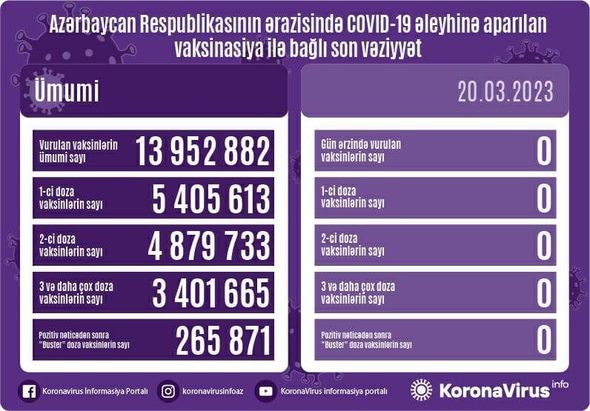 Azərbaycan Respublikasının ərazisində COVID-19 əleyhinə aparılan
vaksinasiya ilə bağlı son vəziyyət
Ümumi
Vurulan vaksinlərin
ümumi sayı
13 952 882
1-ci doza
vaksinlərin sayı
5 405 613
2-ci doza
vaksinlərin sayı
4 879 733
3 və daha çox doza
vaksinlərin sayı
3 401 665
Pozitiv nəticədən sonra
"Buster" doza vaksinlərin sayı
265 871
20.03.2023
Gün ərzində vurulan
vaksinlərin sayı
0
1-ci doza
vaksinlərin sayı
0
2-ci doza
vaksinlərin sayı
0
3 və daha çox doza
vaksinlərin sayı
0
Pozitiv nəticədən sonra
"Buster" doza vaksinlərin sayı
0
Koronavirus İnformasiya Portalı
koronavirusinfoaz
KoronaVirus informasiya portalı
KoronaVirus info